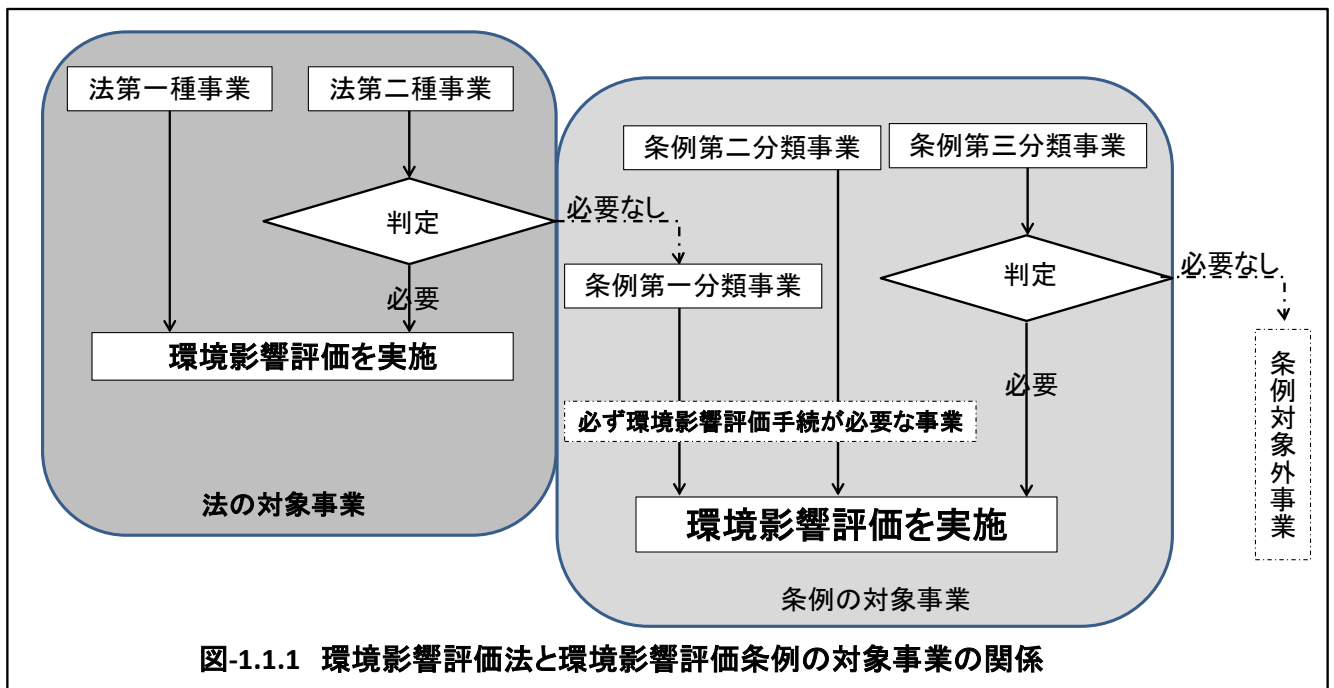 法第一種事業
法第二種事業
判定
必要なし
必要
環境影響評価を実施
法の対象事業
条例第二分類事業
条例第三分類事業
条例第一分類事業
判定
必要なし
必要
必ず環境影響評価手続が必要な事業
環境影響評価を実施
条例の対象事業
条例対象外事業
図-1.1.1 環境影響評価法と環境影響評価条例の対象事業の関係